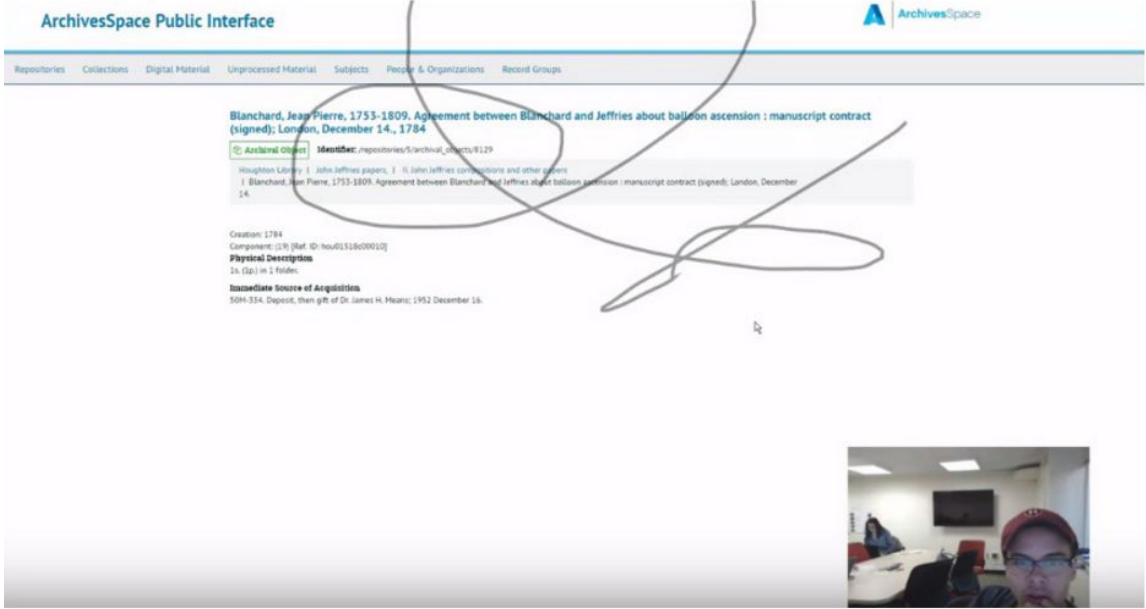 ArchivesSpace Public Interface
ArchivesSpace
Repositories Collections Digital Material Unprocessed Material Subjects People & Organizations Record Groups
Blanchard, Jean Pierre, 1753-1809. Agreement between Blanchard and Jeffries about balloon ascension : manuscript contract
(signed); London, December 14., 1784
Archival Object Identifier: /repositories/5/archival_objects/8129
Houghton Library | John Jeffries papers, | II. John Jeffries compositions and other papers
| Blanchard, Jean Pierre, 1753-1809. Agreement between Blanchard and Jeffries about balloon ascension : manuscript contract (signed); London, December
14.
Creation: 1784
Component: (19) [Ref. ID: hou01518c00010]
Physical Description
1s. (1p.) in 1 folder.
Immediate Source of Acquisition
50M-334. Deposit, then gift of Dr. James H. Means; 1952 December 16.